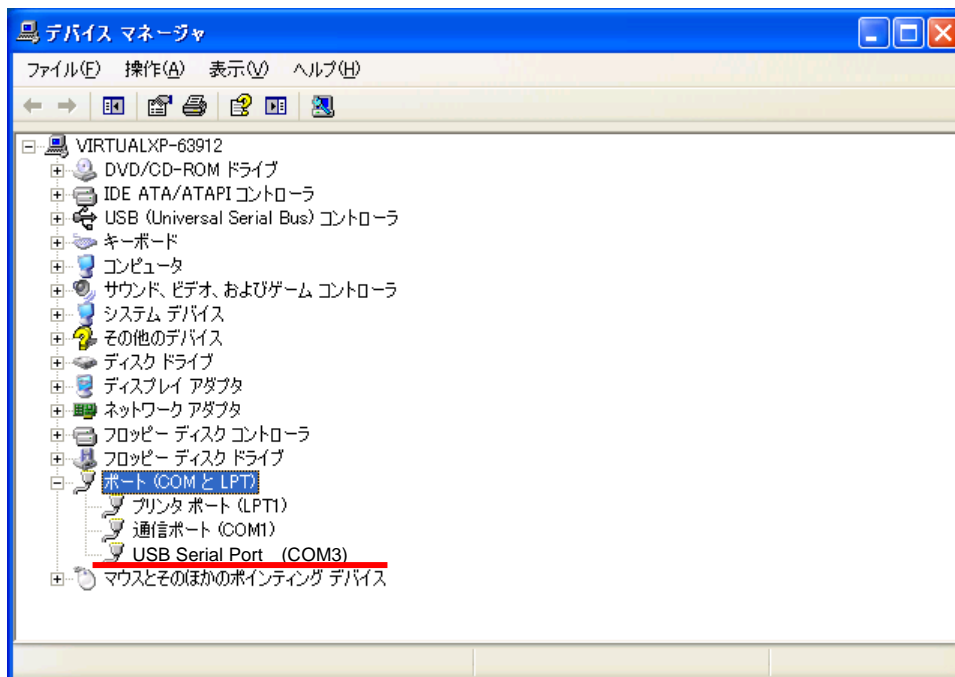 デバイス マネージャ
ファイル(F) 操作(A) 表示(V) ヘルプ(H)
VIRTUALXP-63912
DVD/CD-ROM ドライブ
IDE ATA/ATAPI コントローラ
USB (Universal Serial Bus) コントローラ
キーボード
コンピュータ
サウンド、ビデオ、およびゲーム コントローラ
システム デバイス
その他のデバイス
ディスク ドライブ
ディスプレイ アダプタ
ネットワーク アダプタ
フロッピー ディスク コントローラ
フロッピー ディスク ドライブ
ポート (COM と LPT)
プリンタ ポート (LPT1)
通信ポート (COM1)
USB Serial Port (COM3)
マウスとそのほかのポインティング デバイス